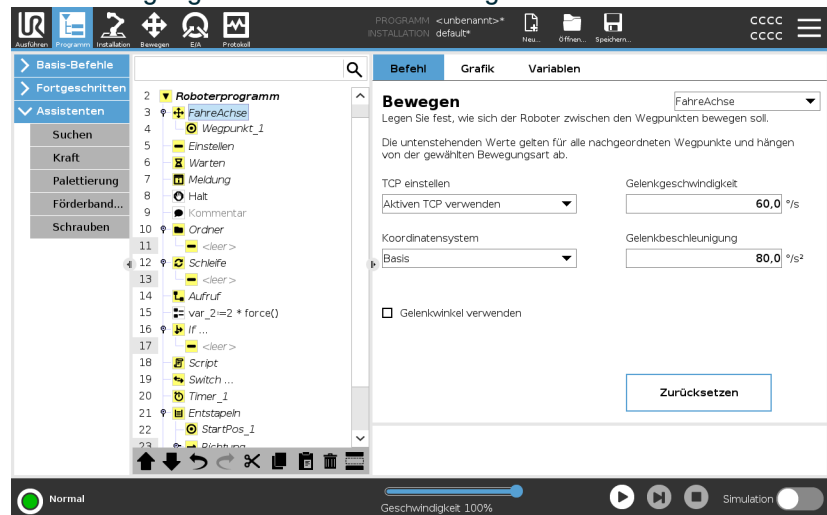 PROGRAMM <unbenannt>*
INSTALLATION default*
CCCC
CCCC
Ausführen Programm Installation Bewegen E/A Protokoll Neu... Öffnen... Speichern...
Basis-Befehle
Fortgeschritten
Assistenten
Suchen
Kraft
Palettierung
Förderband...
Schrauben
2 Roboterprogramm
3 FahreAchse
4 Wegpunkt_1
5 Einstellen
6 Warten
7 Meldung
8 Halt
9 Kommentar
10 Ordner
11 <leer>
12 Schleife
13 <leer>
14 Aufruf
15 var_2≔2 * force()
16 If ...
17 <leer>
18 Script
19 Switch ...
20 Timer_1
21 Entstapeln
22 StartPos_1
23 Richtung
Befehl Grafik Variablen
Bewegen FahreAchse
Legen Sie fest, wie sich der Roboter zwischen den Wegpunkten bewegen soll.
Die untenstehenden Werte gelten für alle nachgeordneten Wegpunkte und hängen
von der gewählten Bewegungsart ab.
TCP einstellen Gelenkgeschwindigkeit
Aktiven TCP verwenden 60,0 °/s
Koordinatensystem Gelenkbeschleunigung
Basis 80,0 °/s²
Gelenkwinkel verwenden
Zurücksetzen
Normal
Geschwindigkeit 100%
Simulation